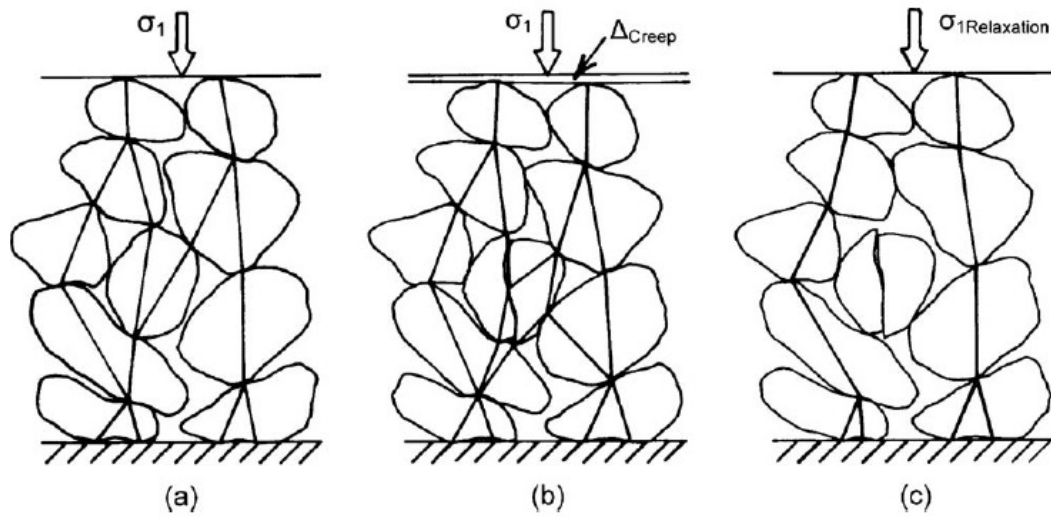 σ1
σ1
ΔCreep
σ1Relaxation
(a)
(b)
(c)